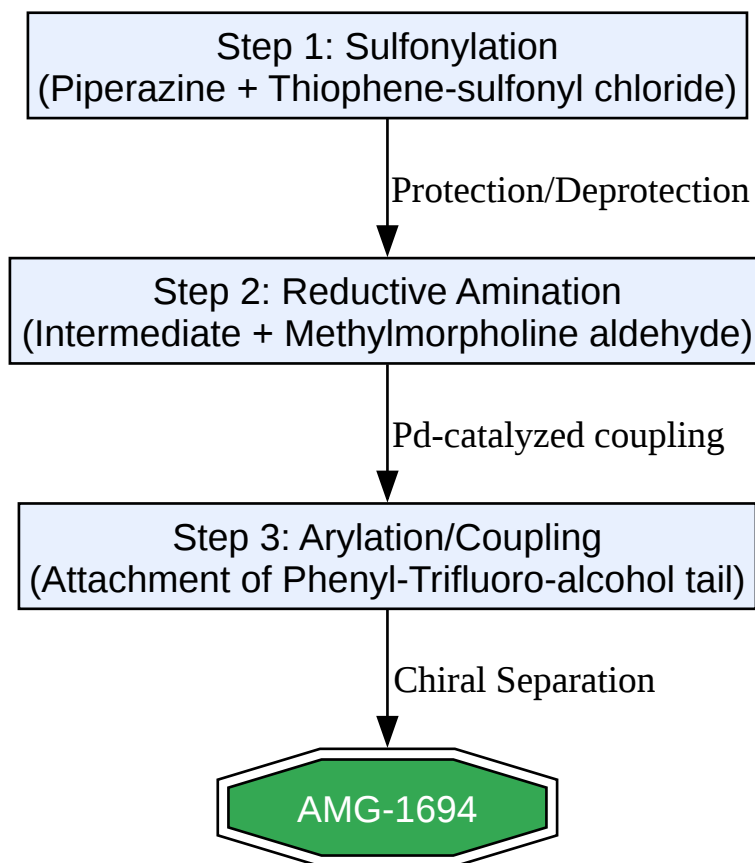 Step 1: Sulfonylation
(Piperazine + Thiophene-sulfonyl chloride)
Protection/Deprotection
Step 2: Reductive Amination
(Intermediate + Methylmorpholine aldehyde)
Pd-catalyzed coupling
Step 3: Arylation/Coupling
(Attachment of Phenyl-Trifluoro-alcohol tail)
Chiral Separation
AMG-1694